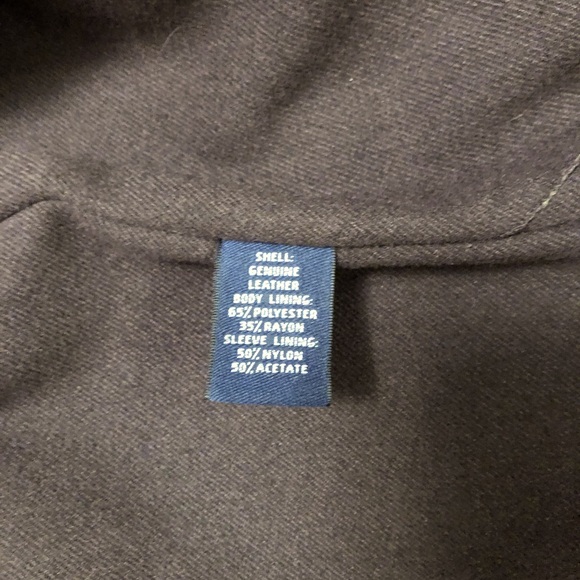 SHELL:
GENUINE
LEATHER
BODY LINING:
65% POLYESTER
35% RAYON
SLEEVE LINING:
50% NYLON
50% ACETATE